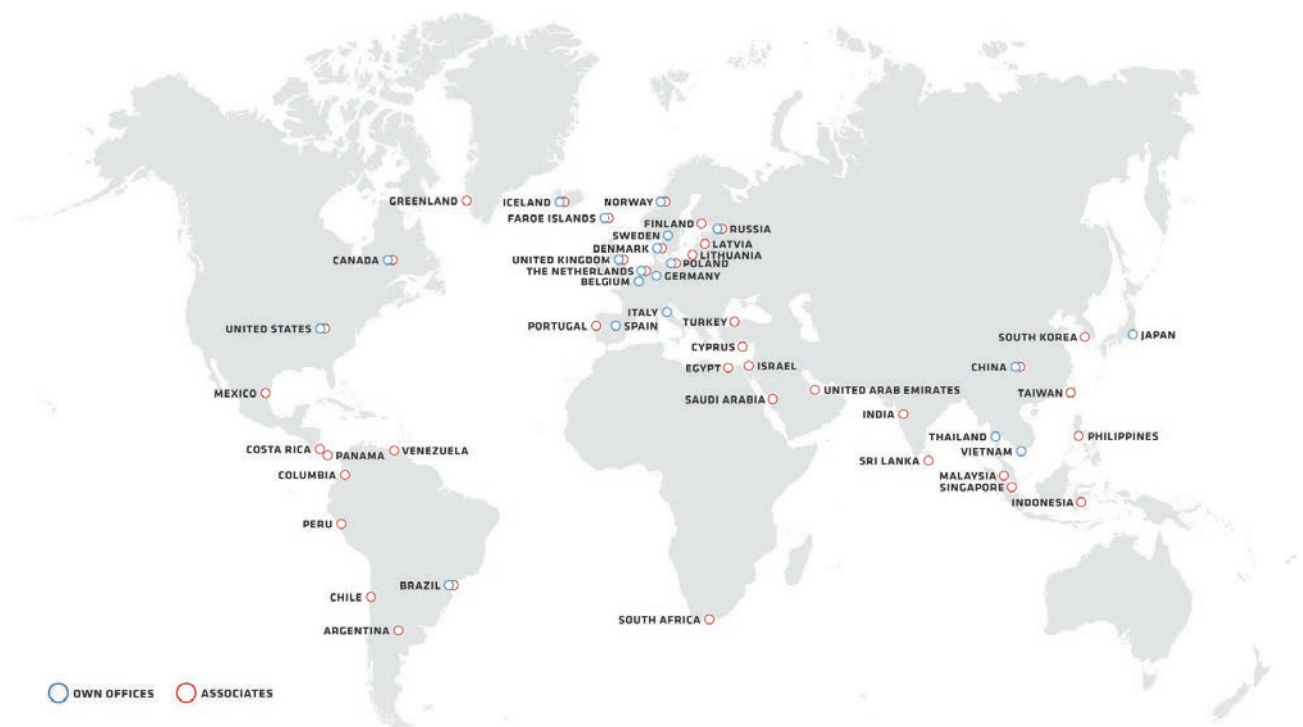 GREENLAND
ICELAND
NORWAY
FAROE ISLANDS
FINLAND
RUSSIA
SWEDEN
LATVIA
DENMARK
LITHUANIA
CANADA
UNITED KINGDOM
POLAND
THE NETHERLANDS
GERMANY
BELGIUM
ITALY
UNITED STATES
PORTUGAL
SPAIN
TURKEY
SOUTH KOREA
JAPAN
CYPRUS
EGYPT
ISRAEL
CHINA
MEXICO
SAUDI ARABIA
UNITED ARAB EMIRATES
TAIWAN
INDIA
THAILAND
PHILIPPINES
COSTA RICA
PANAMA
VENEZUELA
VIETNAM
SRI LANKA
COLUMBIA
MALAYSIA
SINGAPORE
INDONESIA
PERU
BRAZIL
CHILE
SOUTH AFRICA
ARGENTINA
OWN OFFICES
ASSOCIATES